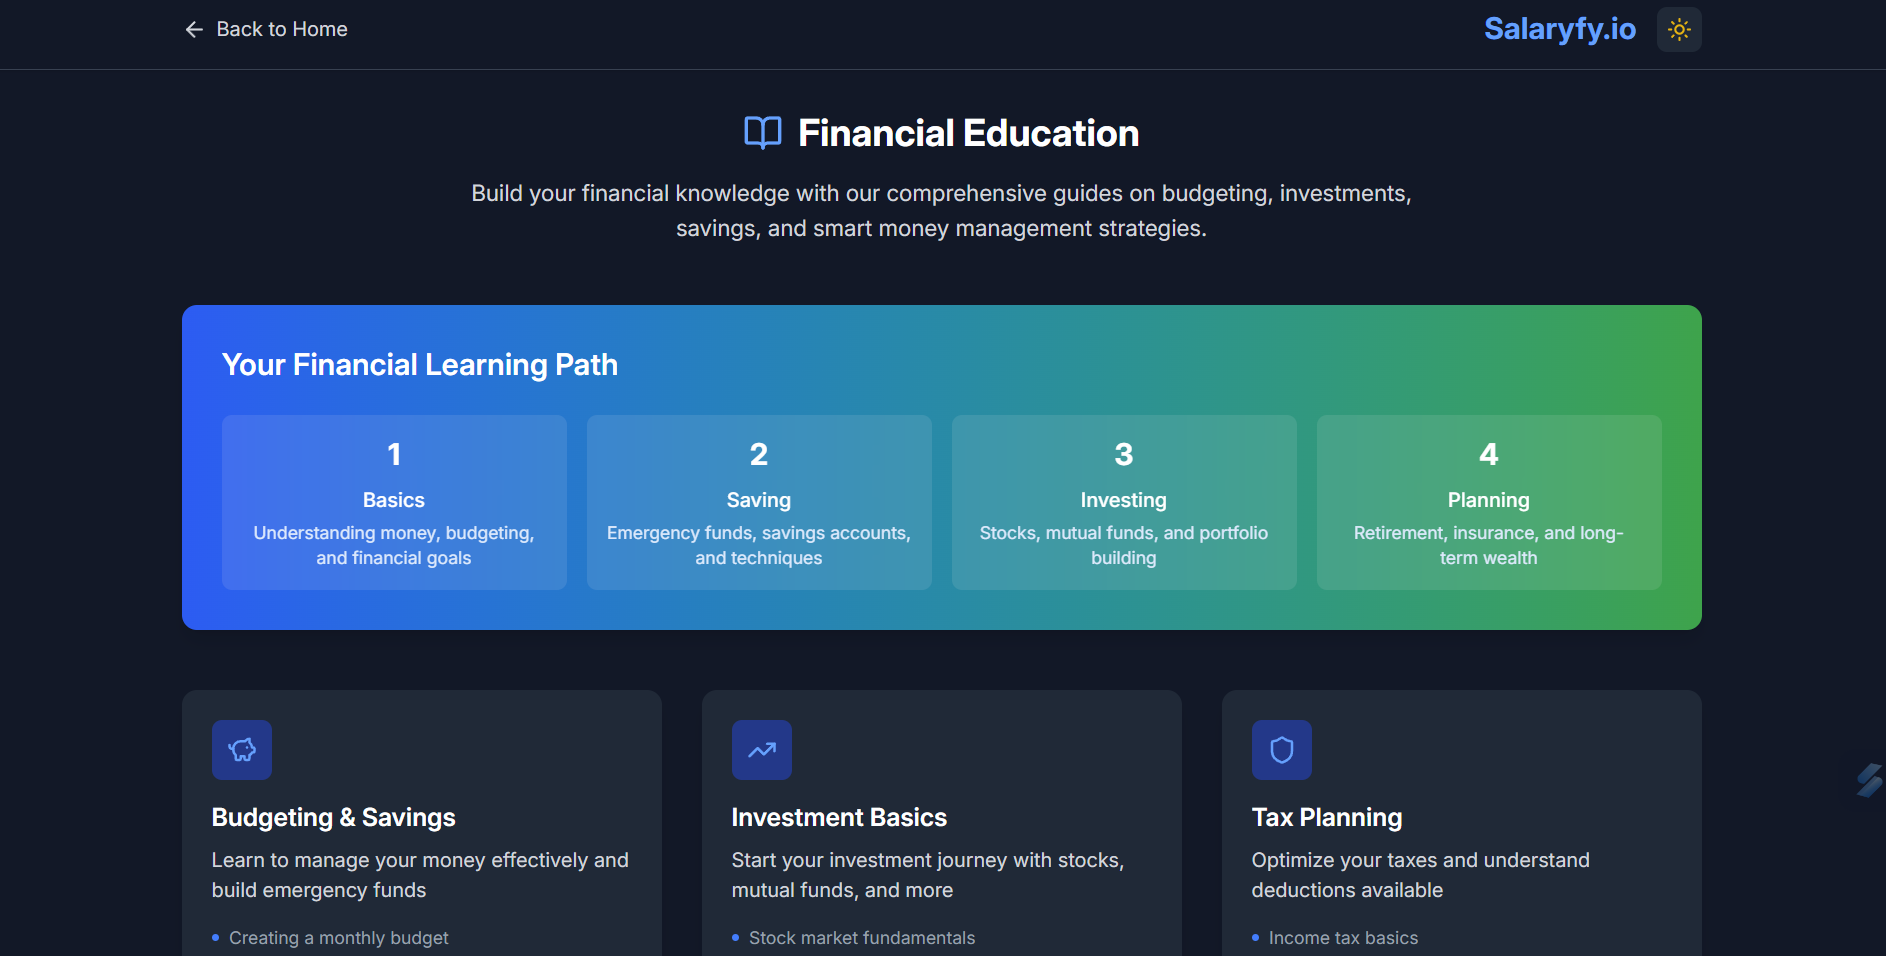 Back to Home
Salaryfy.io
Financial Education
Build your financial knowledge with our comprehensive guides on budgeting, investments,
savings, and smart money management strategies.
Your Financial Learning Path
1
Basics
Understanding money, budgeting,
and financial goals
2
Saving
Emergency funds, savings accounts,
and techniques
3
Investing
Stocks, mutual funds, and portfolio
building
4
Planning
Retirement, insurance, and long-
term wealth
Budgeting & Savings
Learn to manage your money effectively and
build emergency funds
• Creating a monthly budget
Investment Basics
Start your investment journey with stocks,
mutual funds, and more
• Stock market fundamentals
Tax Planning
Optimize your taxes and understand
deductions available
• Income tax basics